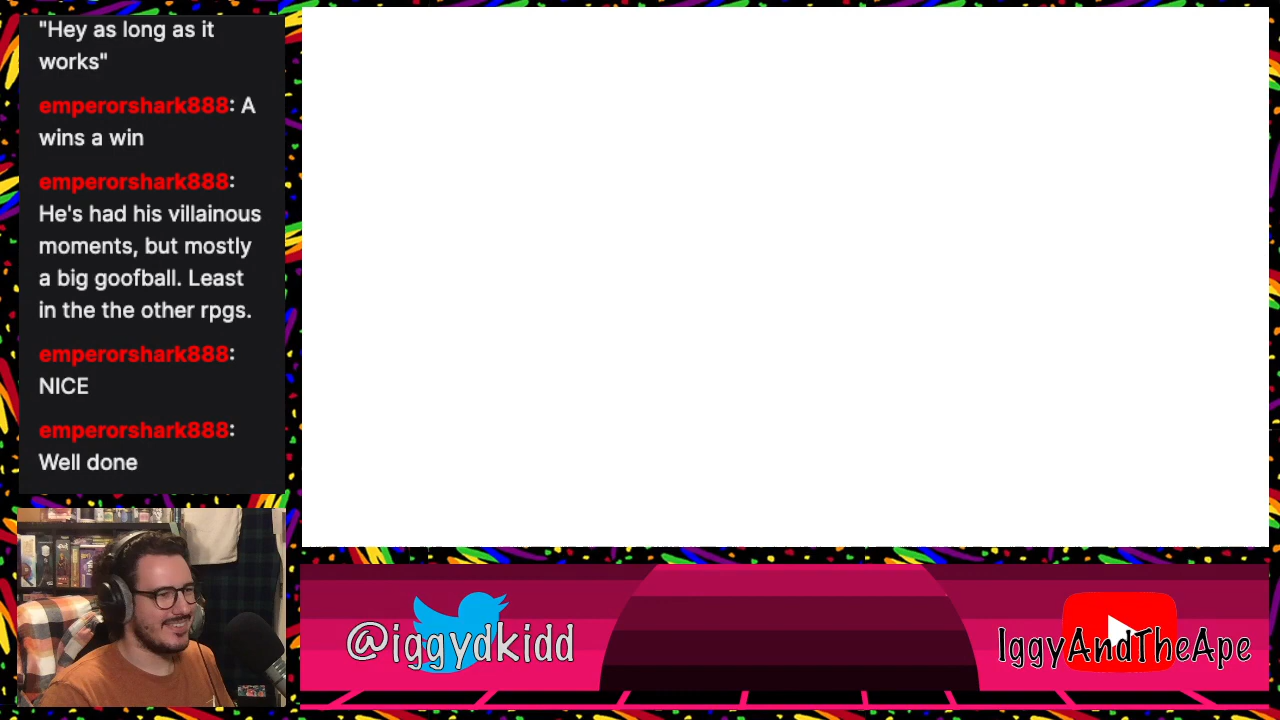 "Hey as long as it
works"
emperorshark888: A
wins a win
emperorshark888:
He's had his villainous
moments, but mostly
a big goofball. Least
in the the other rpgs.
emperorshark888:
NICE
emperorshark888:
Well done
@iggydkidd
IggyAndTheApe